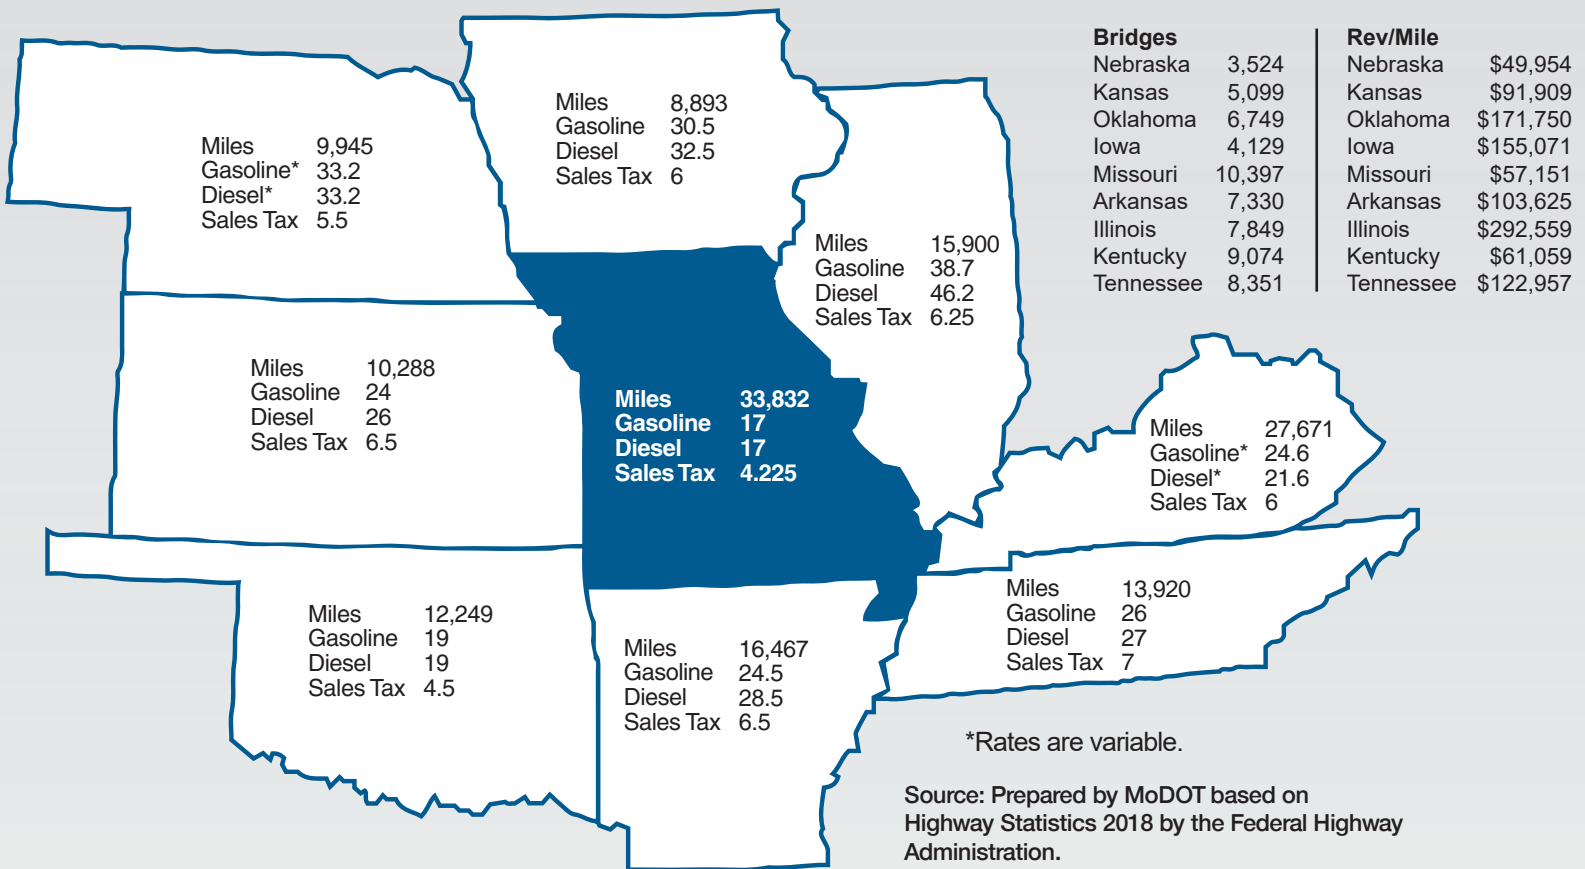 Bridges
Nebraska 3,524
Kansas 5,099
Oklahoma 6,749
Iowa 4,129
Missouri 10,397
Arkansas 7,330
Illinois 7,849
Kentucky 9,074
Tennessee 8,351
Rev/Mile
Nebraska $49,954
Kansas $91,909
Oklahoma $171,750
Iowa $155,071
Missouri $57,151
Arkansas $103,625
Illinois $292,559
Kentucky $61,059
Tennessee $122,957
Miles 8,893
Gasoline 30.5
Diesel 32.5
Sales Tax 6
Miles 9,945
Gasoline* 33.2
Diesel* 33.2
Sales Tax 5.5
Miles 15,900
Gasoline 38.7
Diesel 46.2
Sales Tax 6.25
Miles 10,288
Gasoline 24
Diesel 26
Sales Tax 6.5
Miles 33,832
Gasoline 17
Diesel 17
Sales Tax 4.225
Miles 27,671
Gasoline* 24.6
Diesel* 21.6
Sales Tax 6
Miles 12,249
Gasoline 19
Diesel 19
Sales Tax 4.5
Miles 16,467
Gasoline 24.5
Diesel 28.5
Sales Tax 6.5
Miles 13,920
Gasoline 26
Diesel 27
Sales Tax 7
*Rates are variable.
Source: Prepared by MoDOT based on
Highway Statistics 2018 by the Federal Highway
Administration.